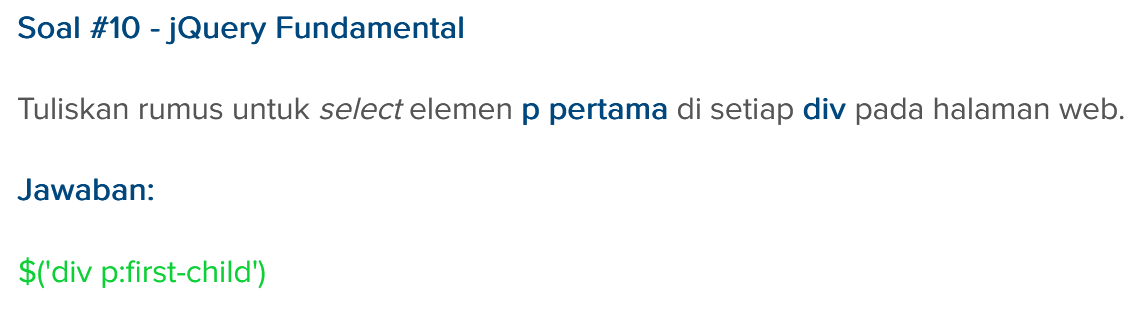 Soal #10 - jQuery Fundamental
Tuliskan rumus untuk select elemen p pertama di setiap div pada halaman web.
Jawaban:
$('div p:first-child')